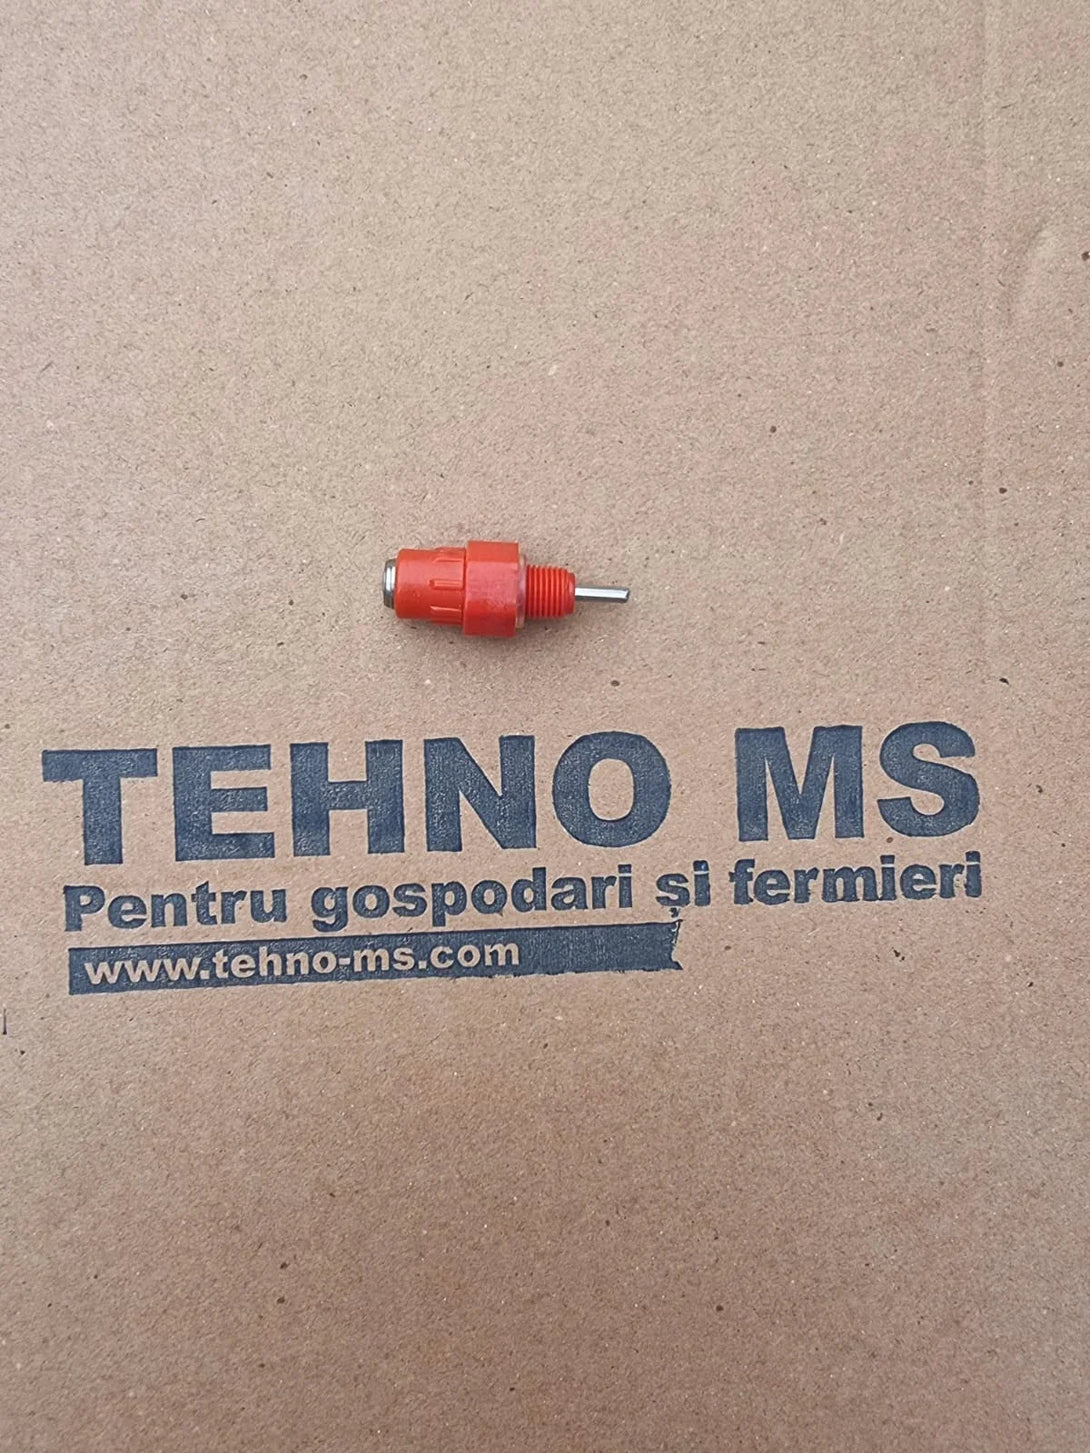 TEHNO MS
Pentru gospodari și fermieri
www.tehno-ms.com